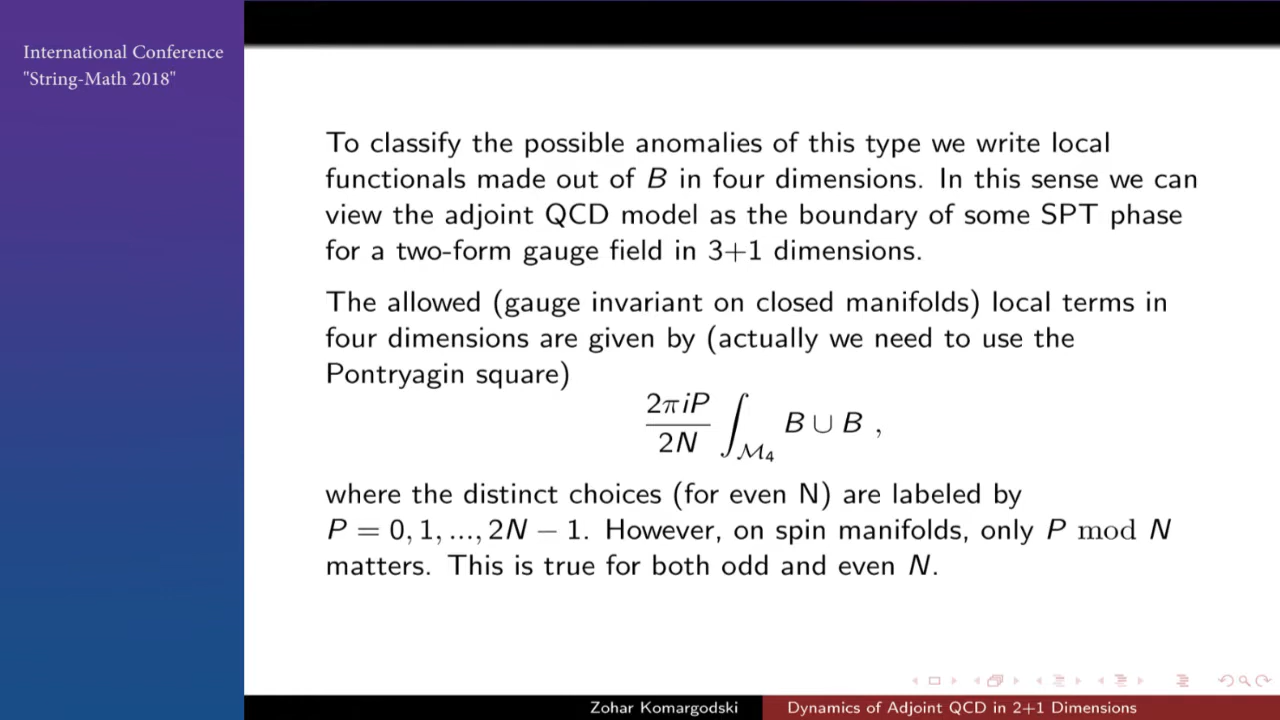 International Conference
"String-Math 2018"
To classify the possible anomalies of this type we write local
functionals made out of B in four dimensions. In this sense we can
view the adjoint QCD model as the boundary of some SPT phase
for a two-form gauge field in 3+1 dimensions.
The allowed (gauge invariant on closed manifolds) local terms in
four dimensions are given by (actually we need to use the
Pontryagin square)
2πiP/2N ∫_{M₄} B ∪ B ,
where the distinct choices (for even N) are labeled by
P = 0, 1, ..., 2N − 1. However, on spin manifolds, only P mod N
matters. This is true for both odd and even N.
Zohar Komargodski
Dynamics of Adjoint QCD in 2+1 Dimensions